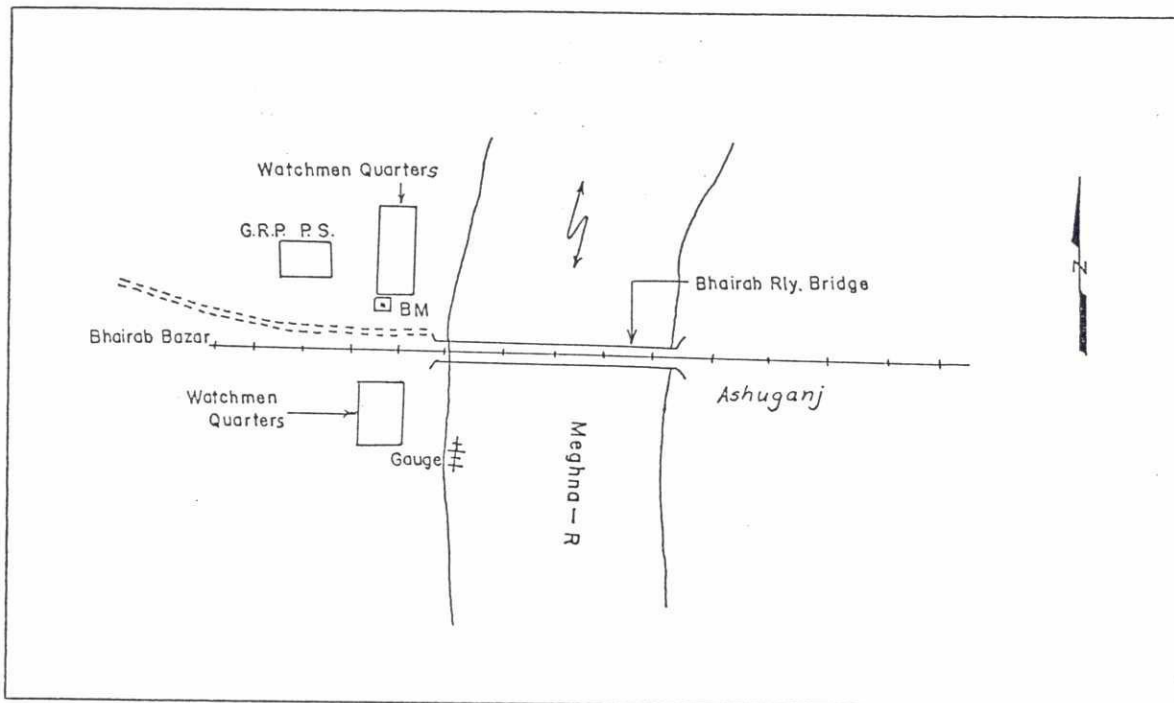 Watchmen Quarters
G.R.P. P.S.
BM
Bhairab Rly. Bridge
N
Bhairab Bazar
Ashuganj
Watchmen
Quarters
Gauge
Meghna - R